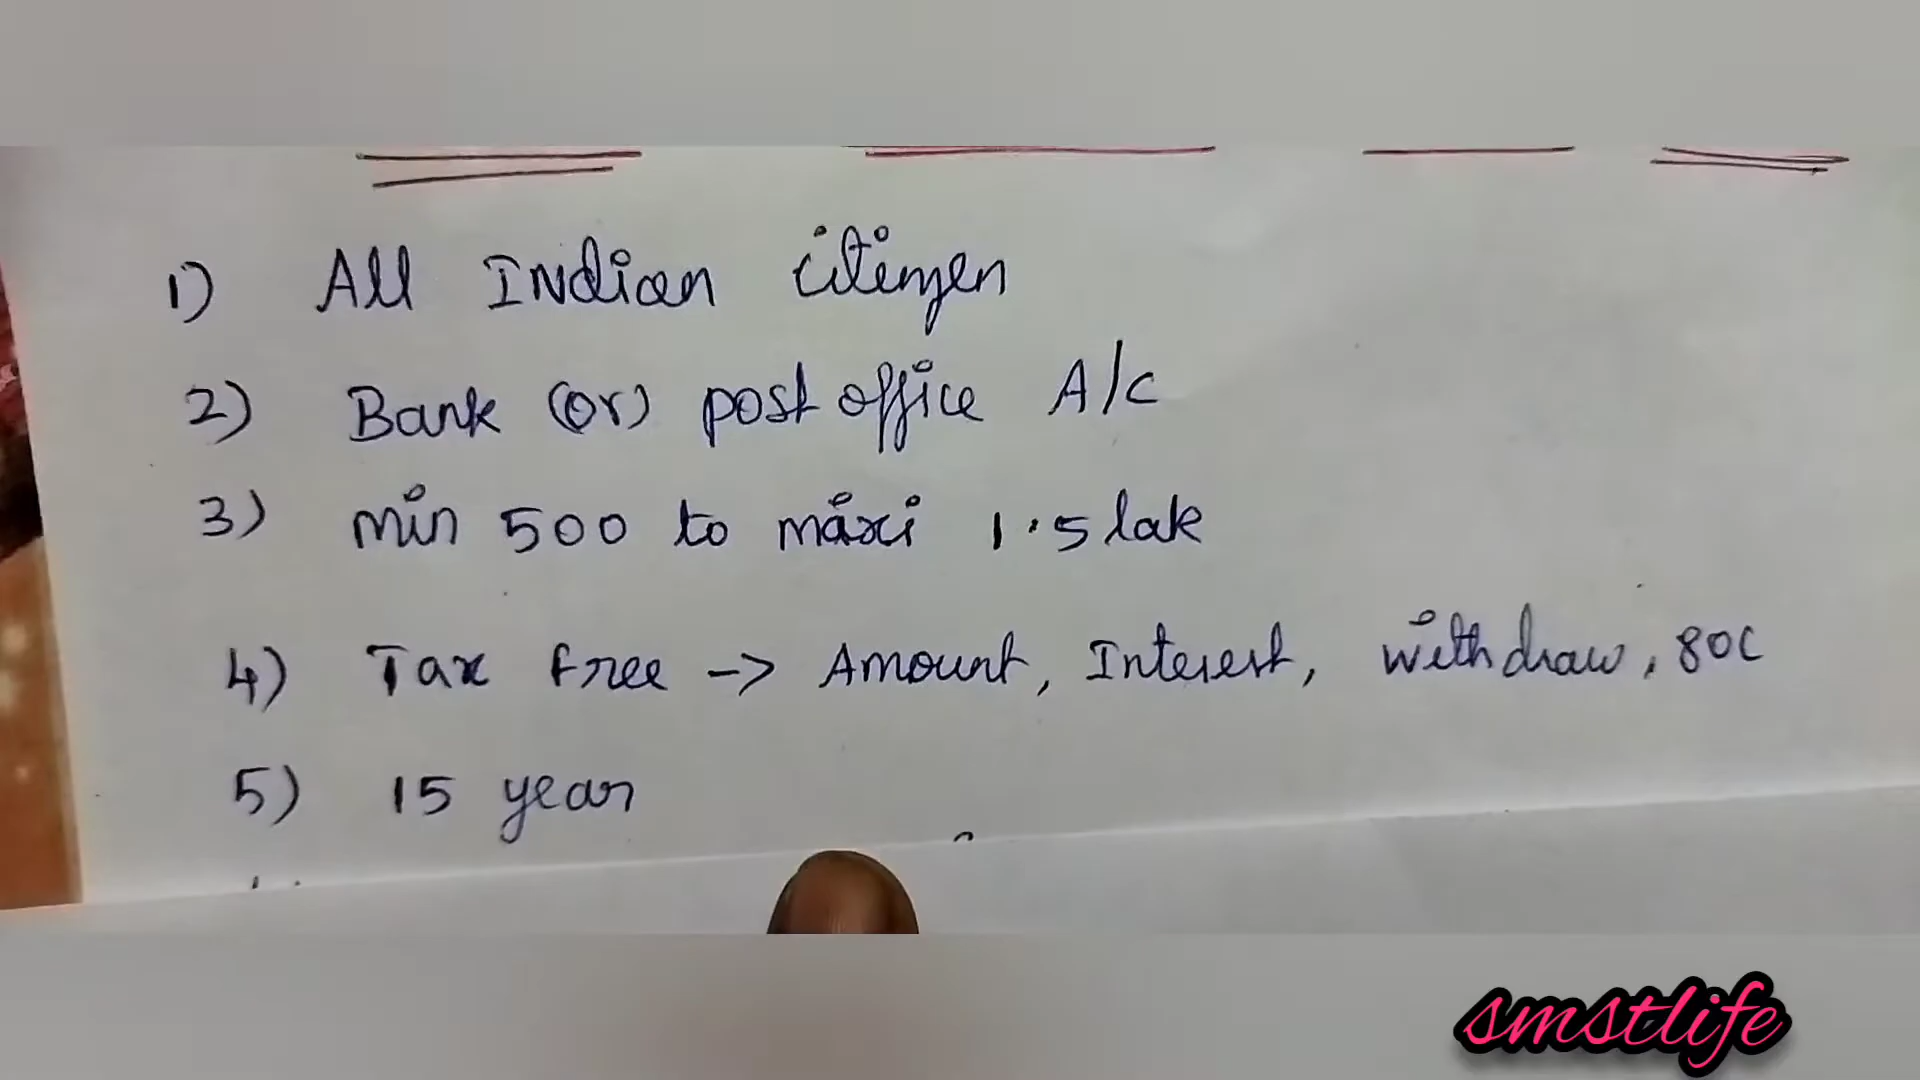 1) All Indian citizen
2) Bank (or) post office A/C
3) min 500 to maxi 1.5 lak
4) Tax free -> Amount, Interest, withdraw, 80C
5) 15 year
smstlife